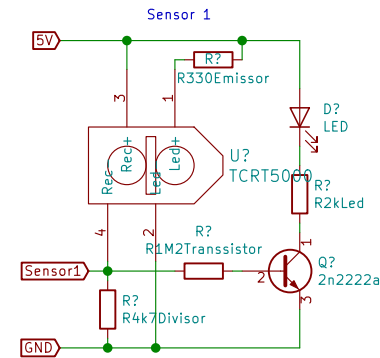 Sensor 1
5V
R?
R330Emissor
3
1
D?
LED
Rec+
Led+
Rec-
Led-
U?
TCRT5000
R?
R2kLed
4
2
R?
R1M2Transsistor
1
Q?
2n2222a
2
3
Sensor1
R?
R4k7Divisor
GND